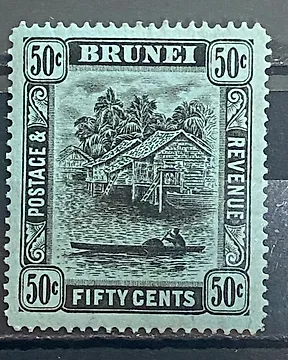 50c BRUNEI 50c
POSTAGE & REVENUE
50c FIFTY CENTS 50c